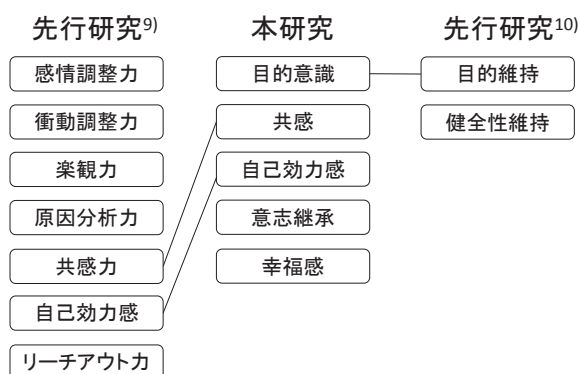 先行研究9)
感情調整力
衝動調整力
楽観力
原因分析力
共感力
自己効力感
リーチアウト力
本研究
目的意識
共感
自己効力感
意志継承
幸福感
先行研究10)
目的維持
健全性維持